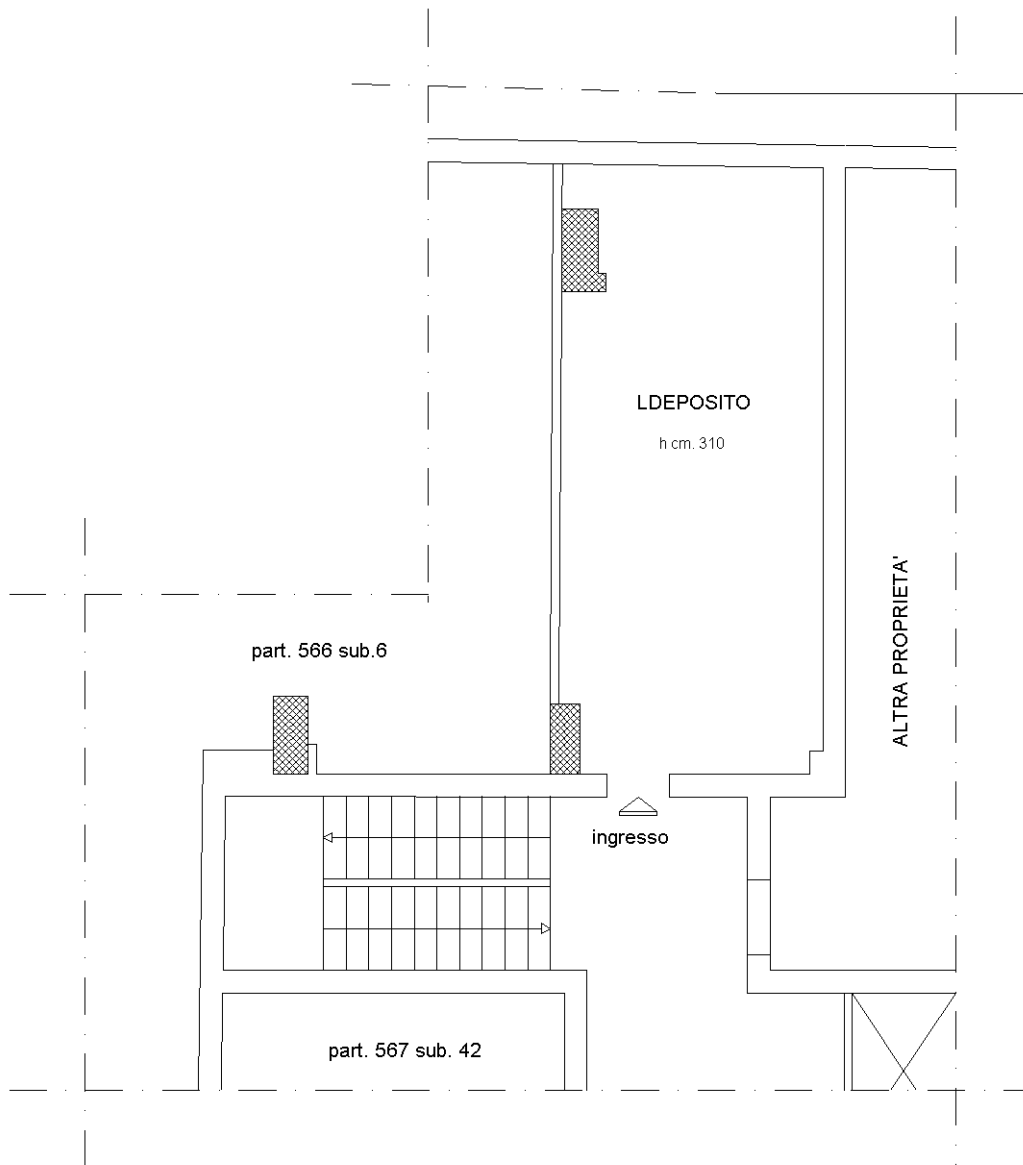 LDEPOSITO
h cm. 310
ALTRA PROPRIETA'
part. 566 sub.6
ingresso
part. 567 sub. 42